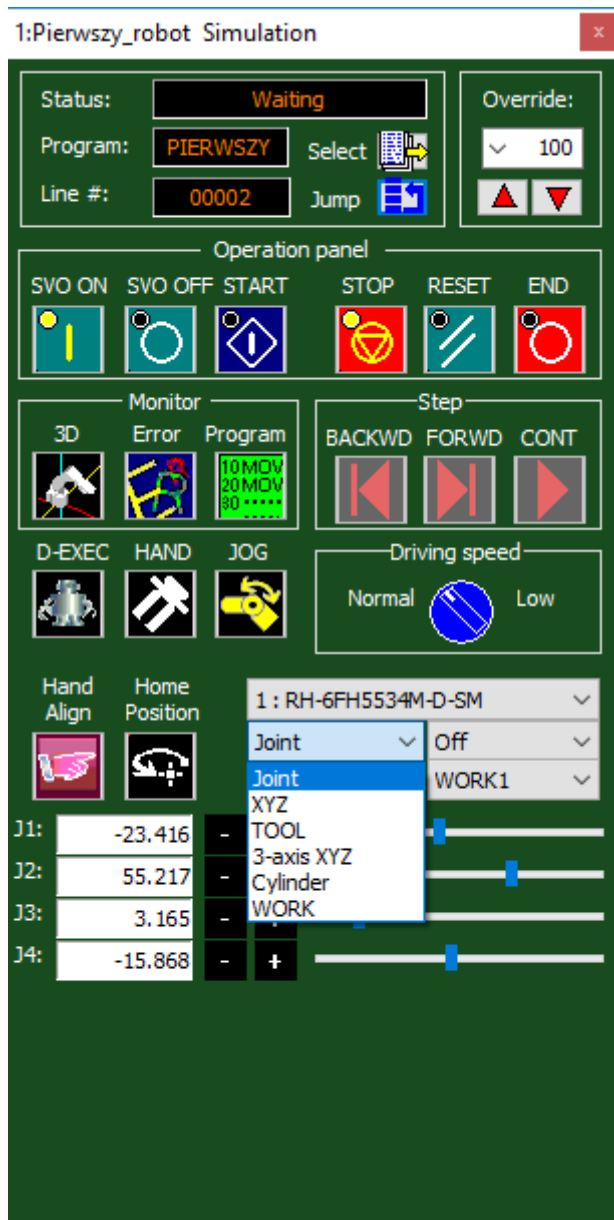 1:Pierwszy_robot Simulation x
Status: Waiting
Override:
Program: PIERWSZY Select
100
Line #: 00002 Jump
Operation panel
SVO ON SVO OFF START STOP RESET END
Monitor
Step
3D Error Program
BACKWD FORWD CONT
10MOV
20MOV
30 ·····
·····
D-EXEC HAND JOG
Driving speed
Normal Low
Hand Align
Home Position
1 : RH-6FH5534M-D-SM
Joint Off
Joint WORK1
XYZ
TOOL
3-axis XYZ
Cylinder
WORK
J1: -23.416 -
J2: 55.217 -
J3: 3.165 - +
J4: -15.868 - +